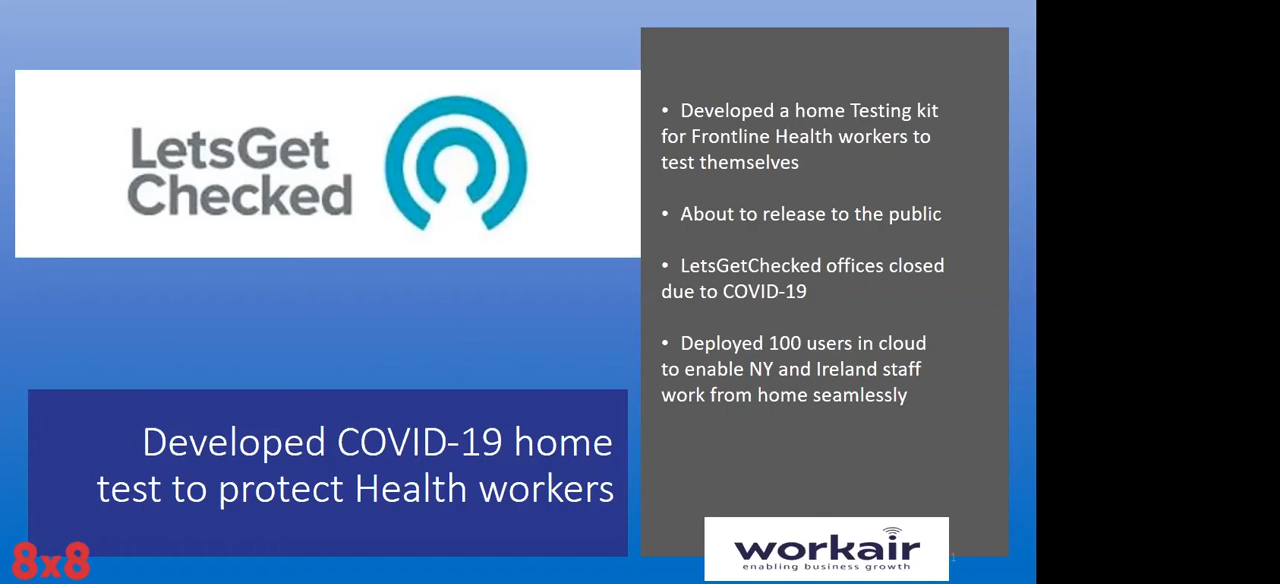 LetsGet
Checked
• Developed a home Testing kit
for Frontline Health workers to
test themselves
• About to release to the public
• LetsGetChecked offices closed
due to COVID-19
• Deployed 100 users in cloud
to enable NY and Ireland staff
work from home seamlessly
Developed COVID-19 home
test to protect Health workers
8x8
workair
enabling business growth
1